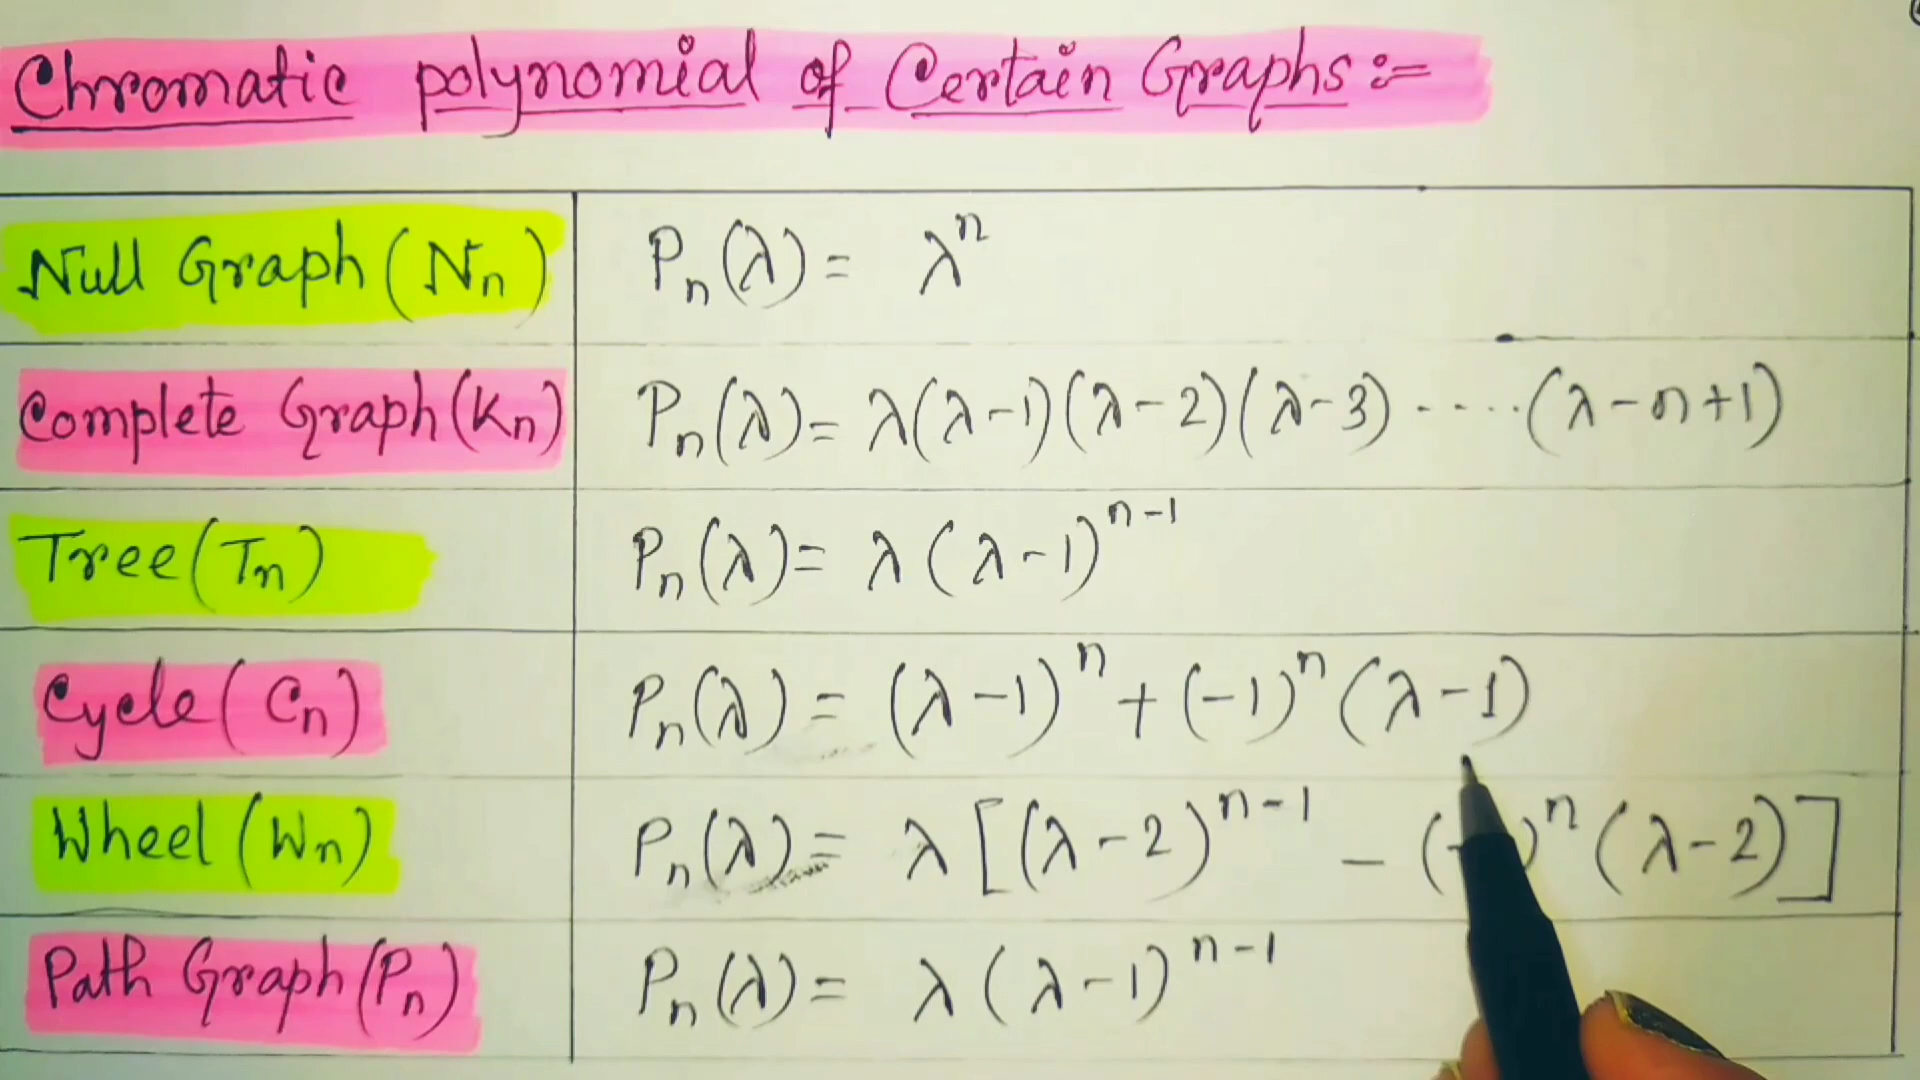 Chromatic polynomial of Certain Graphs :-
Null Graph (Nₙ) Pₙ(λ) = λⁿ
Complete Graph (Kₙ) Pₙ(λ) = λ(λ-1)(λ-2)(λ-3) ----- (λ-n+1)
Tree (Tₙ) Pₙ(λ) = λ(λ-1)ⁿ⁻¹
Cycle (Cₙ) Pₙ(λ) = (λ-1)ⁿ + (-1)ⁿ (λ-1)
Wheel (Wₙ) Pₙ(λ) = λ[(λ-2)ⁿ⁻¹ - (- )ⁿ (λ-2)]
Path Graph (Pₙ) Pₙ(λ) = λ(λ-1)ⁿ⁻¹